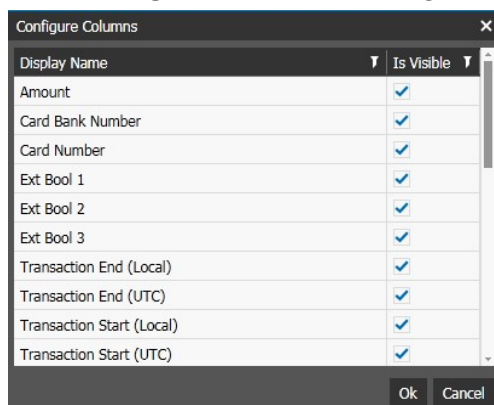 Configure Columns
Display Name Is Visible
Amount
Card Bank Number
Card Number
Ext Bool 1
Ext Bool 2
Ext Bool 3
Transaction End (Local)
Transaction End (UTC)
Transaction Start (Local)
Transaction Start (UTC)
Ok Cancel